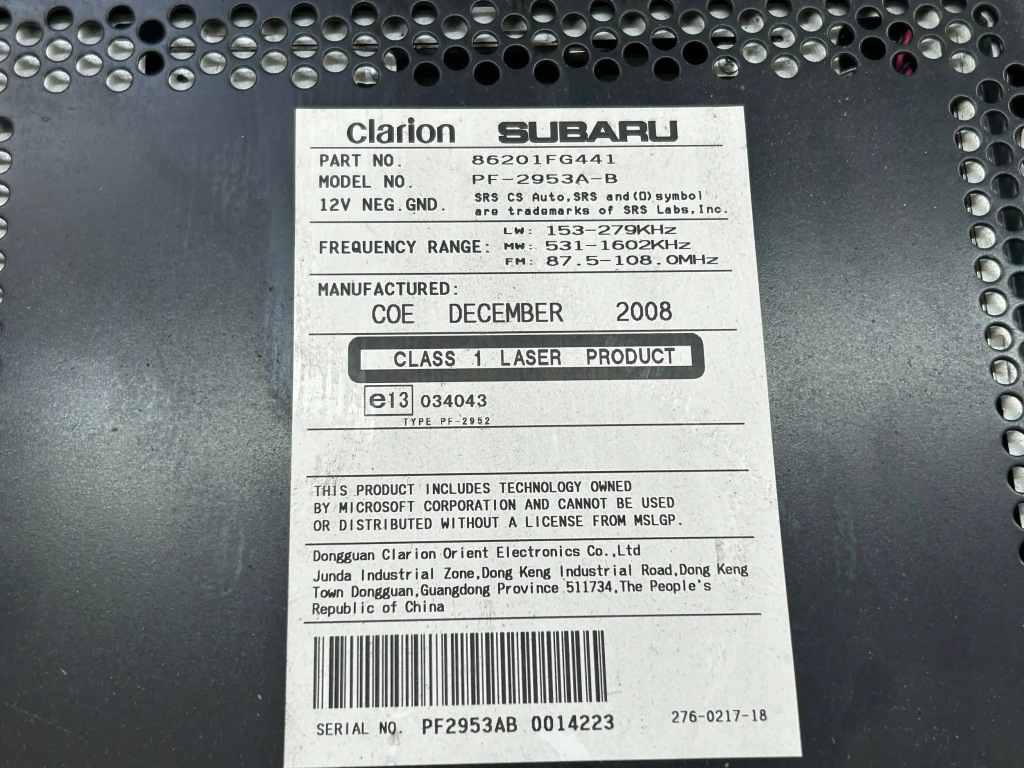 clarion SUBARU
PART NO. 86201FG441
MODEL NO. PF-2953A-B
12V NEG.GND. SRS CS Auto,SRS and(O)symbol
are trademarks of SRS Labs,Inc.
FREQUENCY RANGE: LW: 153-279KHz
MW: 531-1602KHz
FM: 87.5-108.0MHz
MANUFACTURED:
COE DECEMBER 2008
CLASS 1 LASER PRODUCT
e13 034043
TYPE PF-2952
THIS PRODUCT INCLUDES TECHNOLOGY OWNED
BY MICROSOFT CORPORATION AND CANNOT BE USED
OR DISTRIBUTED WITHOUT A LICENSE FROM MSLGP.
Dongguan Clarion Orient Electronics Co.,Ltd
Junda Industrial Zone,Dong Keng Industrial Road,Dong Keng
Town Dongguan,Guangdong Province 511734,The People's
Republic of China
SERIAL NO. PF2953AB 0014223
276-0217-18